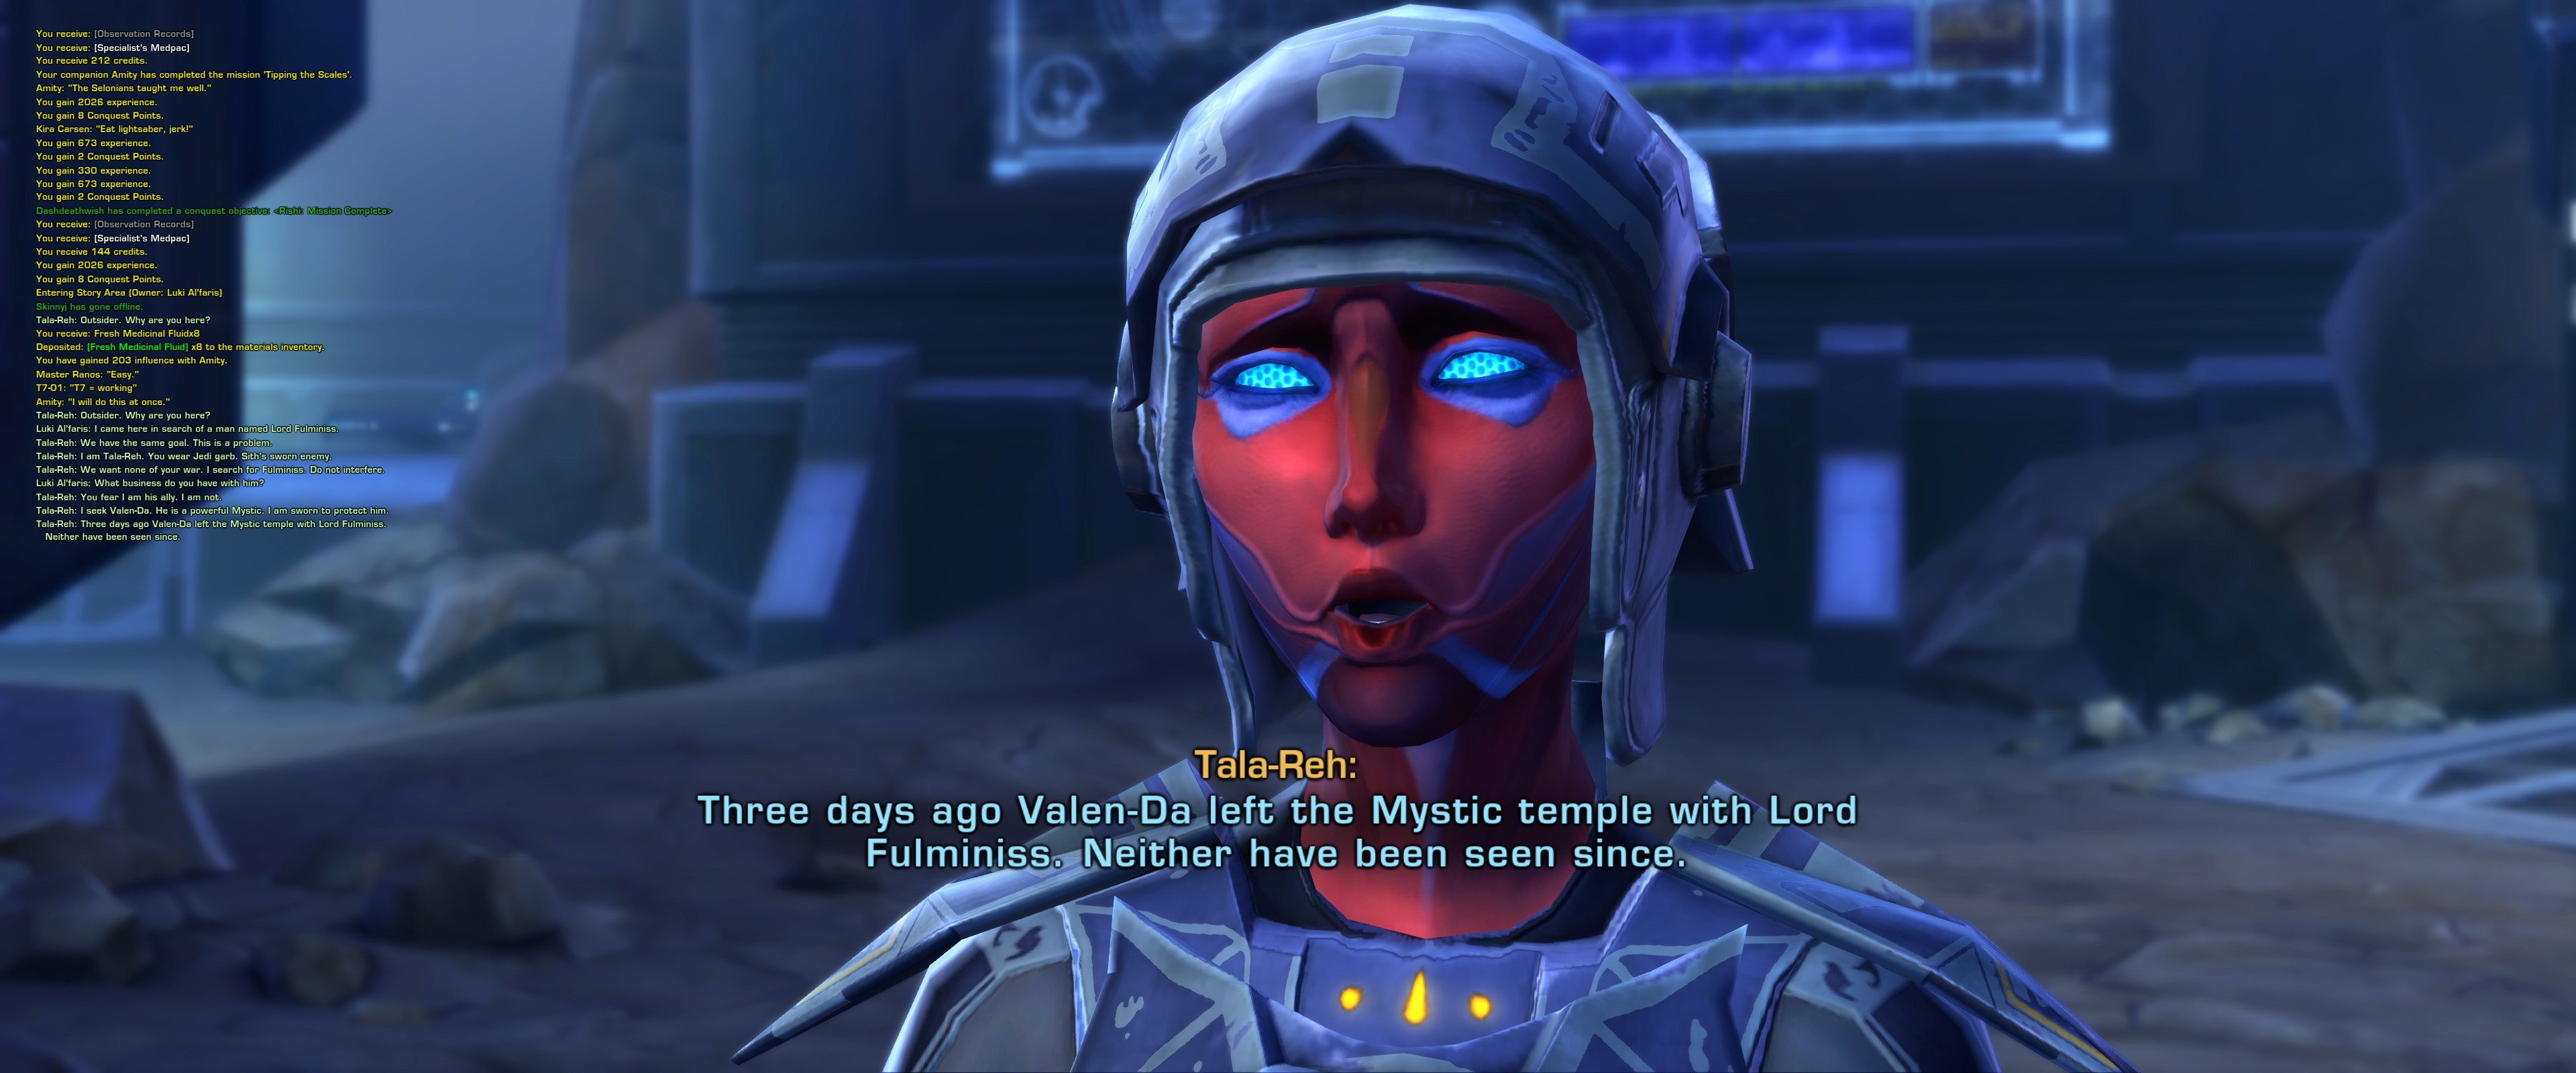 You receive: [Observation Records]
You receive: [Specialist's Medpac]
You receive 212 credits.
Your companion Amity has completed the mission 'Tipping the Scales'.
Amity: "The Selonians taught me well."
You gain 2026 experience.
You gain 8 Conquest Points.
Kira Carsen: "Eat lightsaber, jerk!"
You gain 673 experience.
You gain 2 Conquest Points.
You gain 330 experience.
You gain 673 experience.
You gain 2 Conquest Points.
Dashdeathwish has completed a conquest objective: <Rishi: Mission Complete>
You receive: [Observation Records]
You receive: [Specialist's Medpac]
You receive 144 credits.
You gain 2026 experience.
You gain 8 Conquest Points.
Entering Story Area (Owner: Luki Al'faris)
Skinnyj has gone offline.
Tala-Reh: Outsider. Why are you here?
You receive: Fresh Medicinal Fluidx8
Deposited: [Fresh Medicinal Fluid] x8 to the materials inventory.
You have gained 203 influence with Amity.
Master Ranos: "Easy."
T7-O1: "T7 = working"
Amity: "I will do this at once."
Tala-Reh: Outsider. Why are you here?
Luki Al'faris: I came here in search of a man named Lord Fulminiss.
Tala-Reh: We have the same goal. This is a problem.
Tala-Reh: I am Tala-Reh. You wear Jedi garb. Sith's sworn enemy.
Tala-Reh: We want none of your war. I search for Fulminiss. Do not interfere.
Luki Al'faris: What business do you have with him?
Tala-Reh: You fear I am his ally. I am not.
Tala-Reh: I seek Valen-Da. He is a powerful Mystic. I am sworn to protect him.
Tala-Reh: Three days ago Valen-Da left the Mystic temple with Lord Fulminiss.
Neither have been seen since.
Tala-Reh:
Three days ago Valen-Da left the Mystic temple with Lord
Fulminiss. Neither have been seen since.